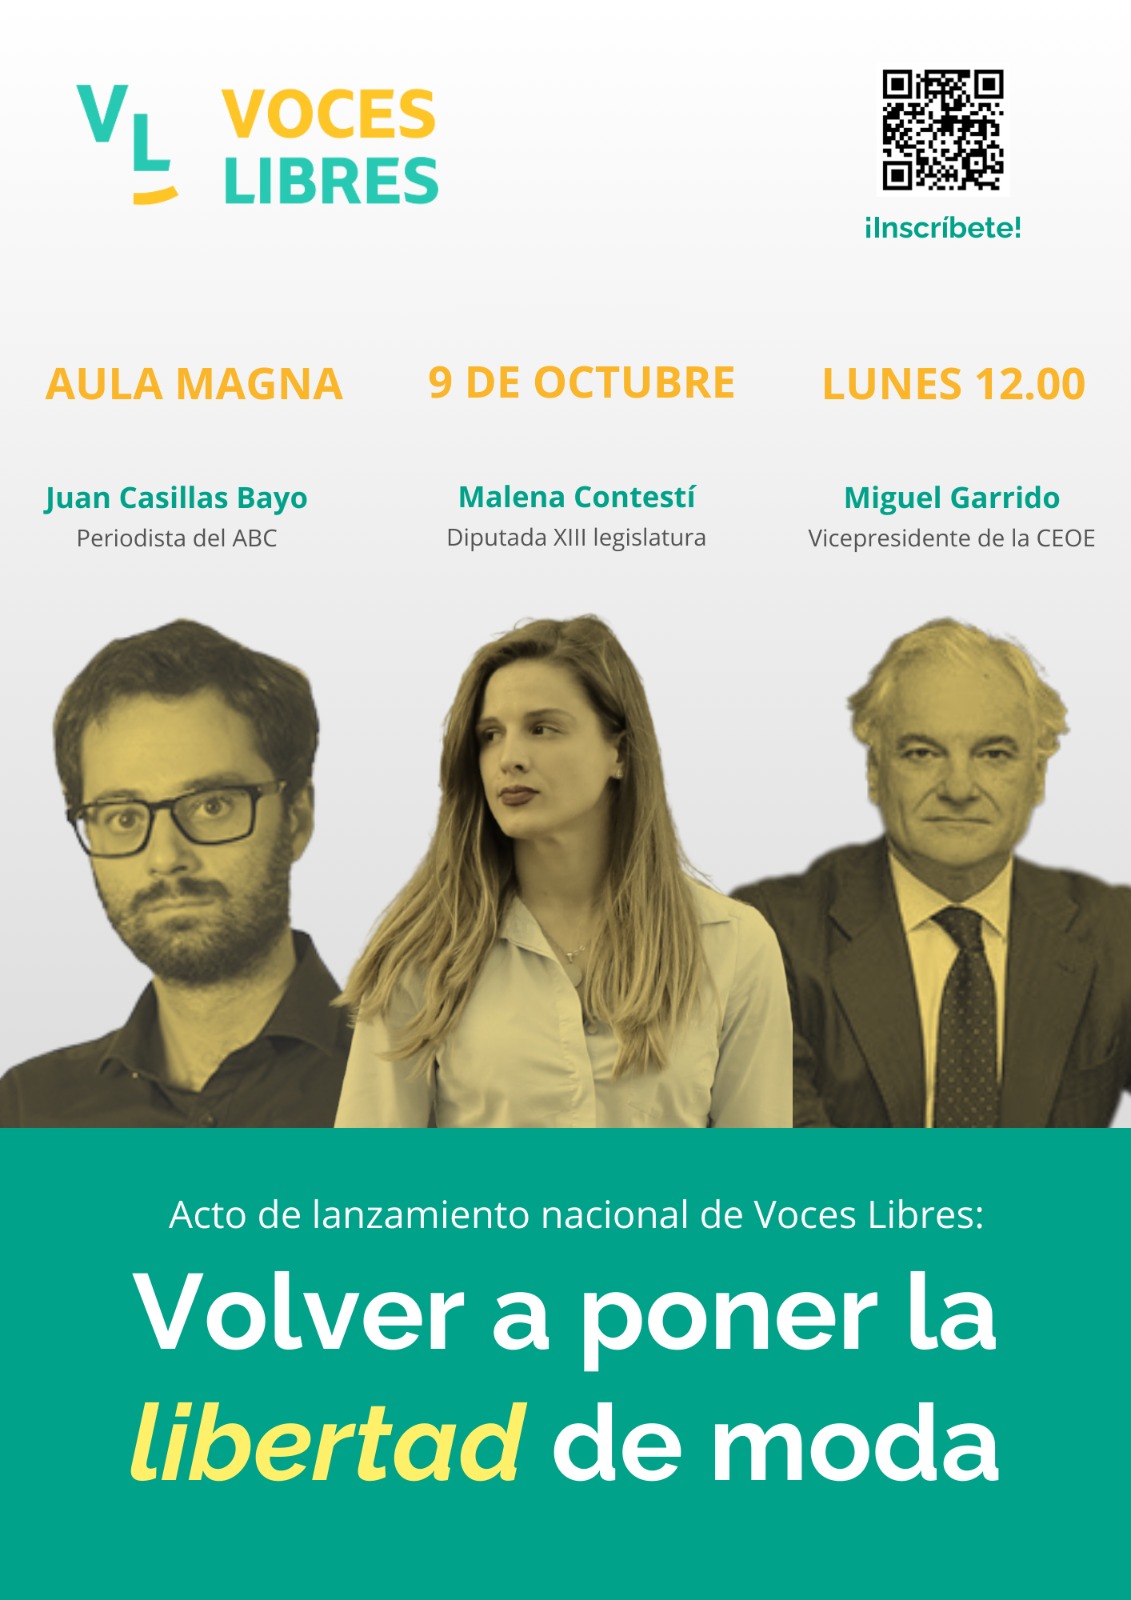 VL
VOCES
LIBRES
¡Inscríbete!
AULA MAGNA
9 DE OCTUBRE
LUNES 12.00
Juan Casillas Bayo
Periodista del ABC
Malena Contestí
Diputada XIII legislatura
Miguel Garrido
Vicepresidente de la CEOE
Acto de lanzamiento nacional de Voces Libres:
Volver a poner la
libertad de moda